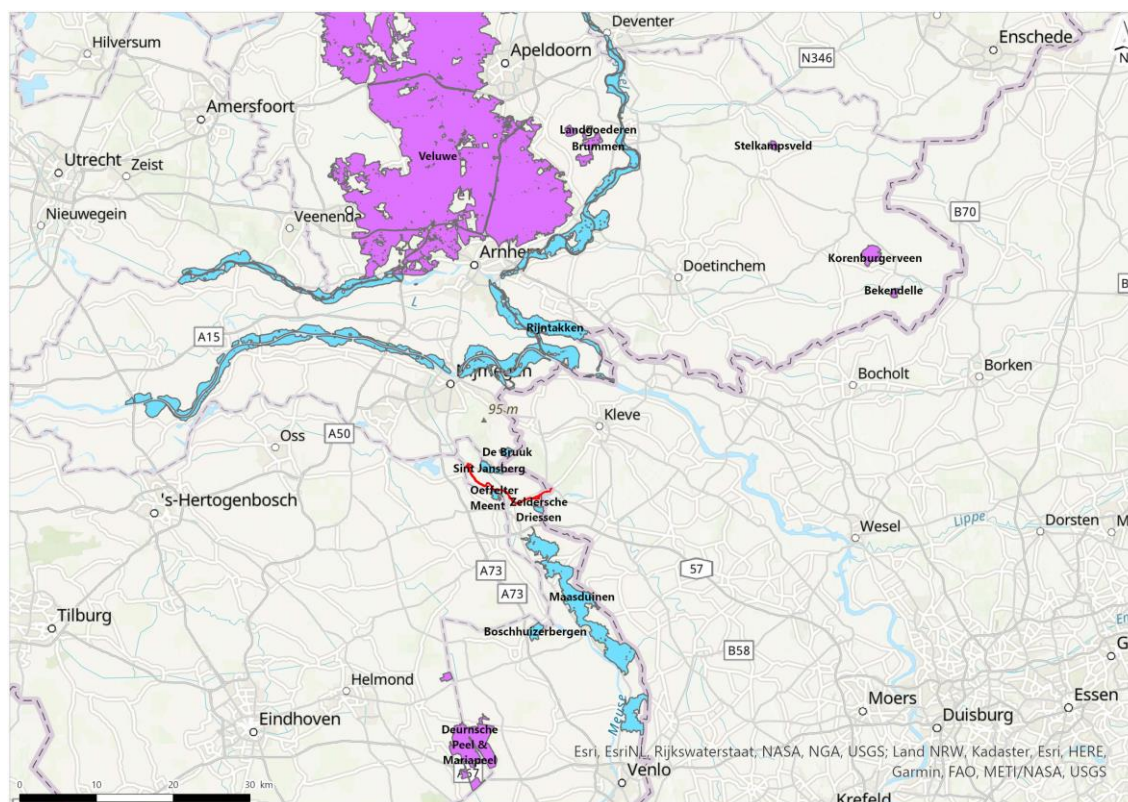 Deventer
Hilversum
Apeldoorn
N346
Enschede
N
Amersfoort
Landgoederen
Brummen
Stelkampsveld
Veluwe
Utrecht
Zeist
Nieuwegein
Veenenda
B70
Arnhe
Korenburgerveen
Doetinchem
Bekendelle
L
A15
Rijntakken
Borken
Bocholt
Nijmegen
95 m
Kleve
Oss
A50
De Bruuk
Sint Jansberg
's-Hertogenbosch
Oeffelter
Meent
Zeldersche
Driessen
Wesel
Lippe
Dorsten
M
A73
57
A73
Maasduinen
Tilburg
Boschhuizerbergen
B58
G
Helmond
Moers
Essen
Eindhoven
Deurnsche
Peel &
Mariapeel
Meuse
Duisburg
Esri, EsriNL, Rijkswaterstaat, NASA, NGA, USGS; Land NRW, Kadaster, Esri, HERE,
Garmin, FAO, METI/NASA, USGS
Venlo
Krefeld
0 10 20 30 km